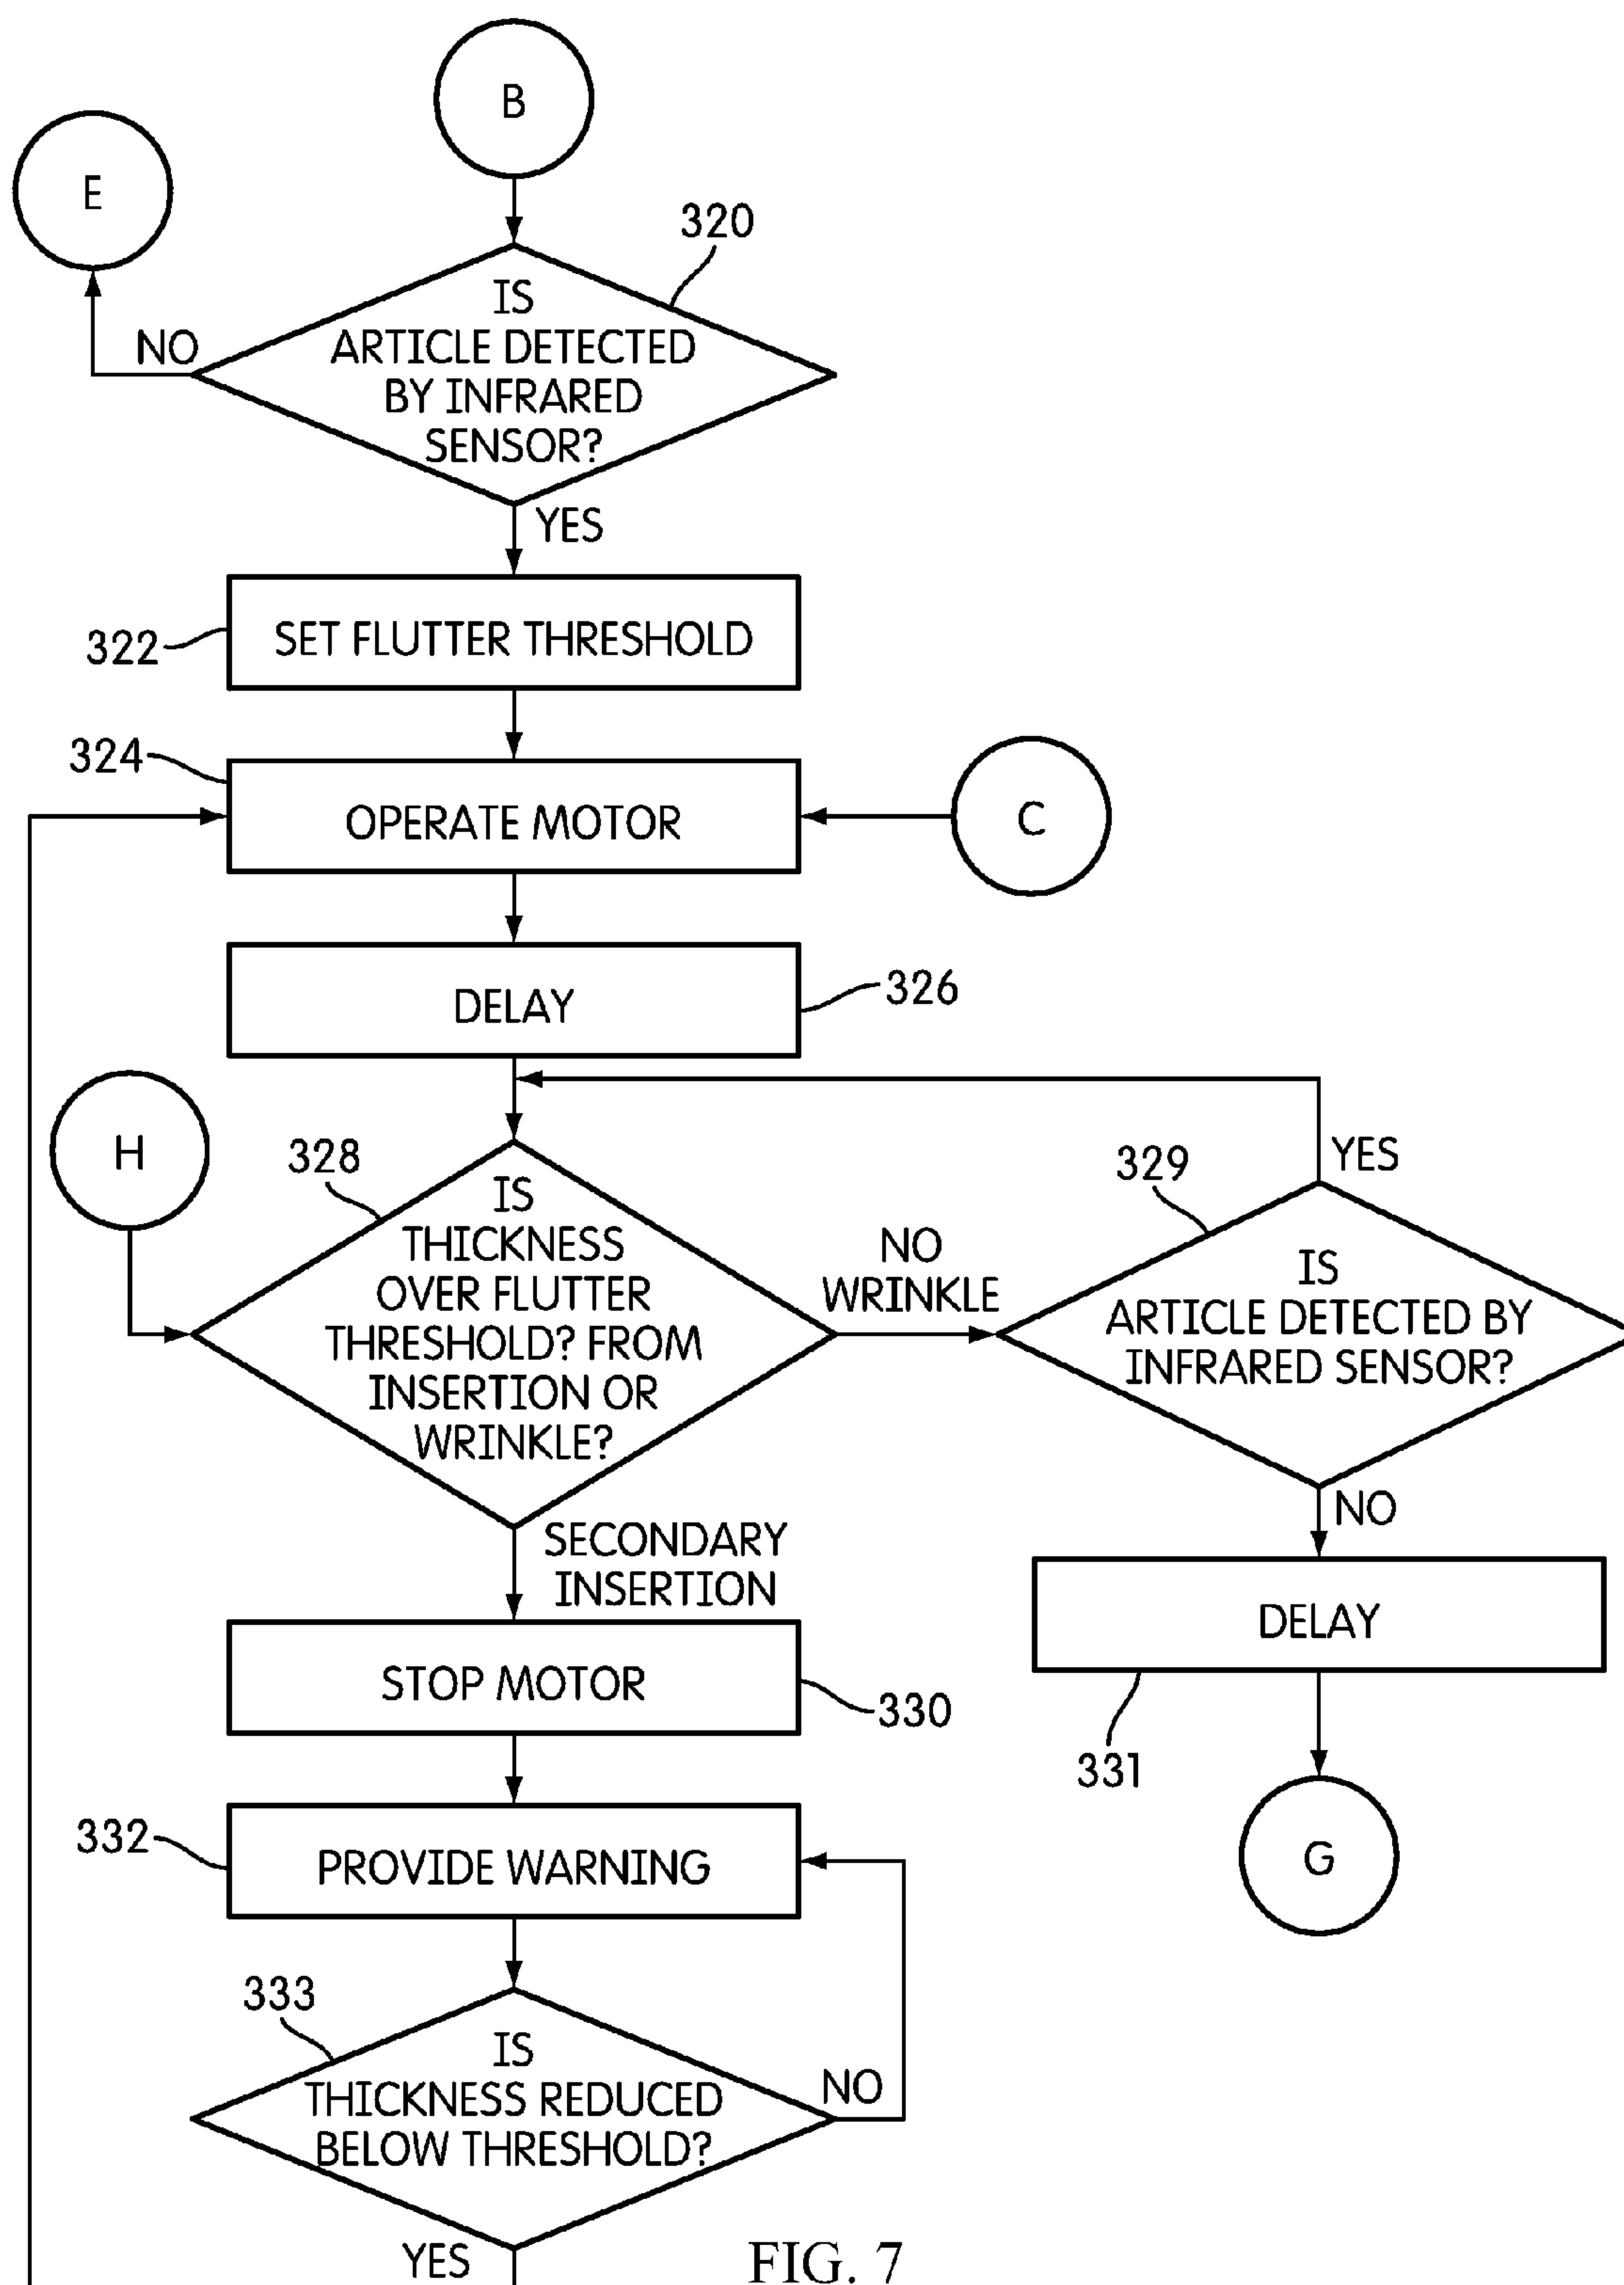 B
E
320
IS
ARTICLE DETECTED
BY INFRARED
SENSOR?
NO
YES
322
SET FLUTTER THRESHOLD
324
OPERATE MOTOR
C
DELAY
326
H
328
IS
THICKNESS
OVER FLUTTER
THRESHOLD? FROM
INSERTION OR
WRINKLE?
NO
WRINKLE
329
YES
IS
ARTICLE DETECTED BY
INFRARED SENSOR?
NO
SECONDARY
INSERTION
DELAY
331
G
STOP MOTOR
330
332
PROVIDE WARNING
333
IS
THICKNESS REDUCED
BELOW THRESHOLD?
NO
YES
FIG. 7